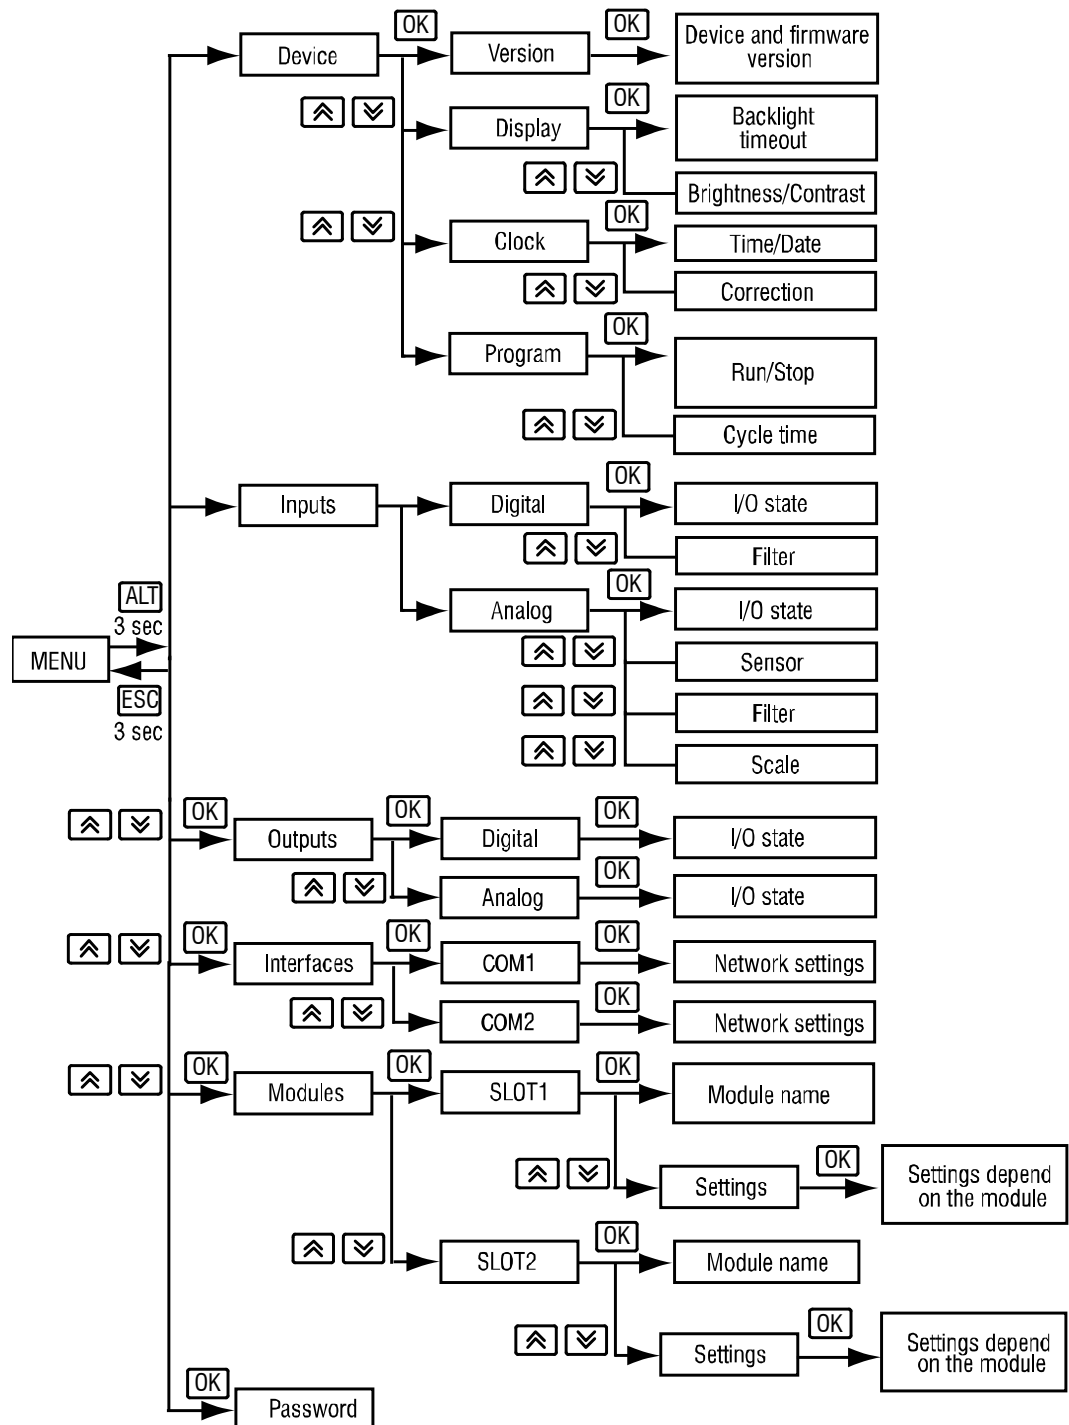 OK
OK
Device
Version
Device and firmware
version
OK
Display
Backlight
timeout
Brightness/Contrast
OK
Clock
Time/Date
Correction
OK
Program
Run/Stop
Cycle time
OK
Inputs
Digital
I/O state
Filter
OK
Analog
I/O state
Sensor
Filter
Scale
ALT
3 sec
MENU
ESC
3 sec
OK
OK
OK
Outputs
Digital
I/O state
OK
Analog
I/O state
OK
OK
OK
Interfaces
COM1
Network settings
OK
COM2
Network settings
OK
OK
OK
Modules
SLOT1
Module name
OK
Settings
Settings depend
on the module
OK
SLOT2
Module name
OK
Settings
Settings depend
on the module
OK
Password